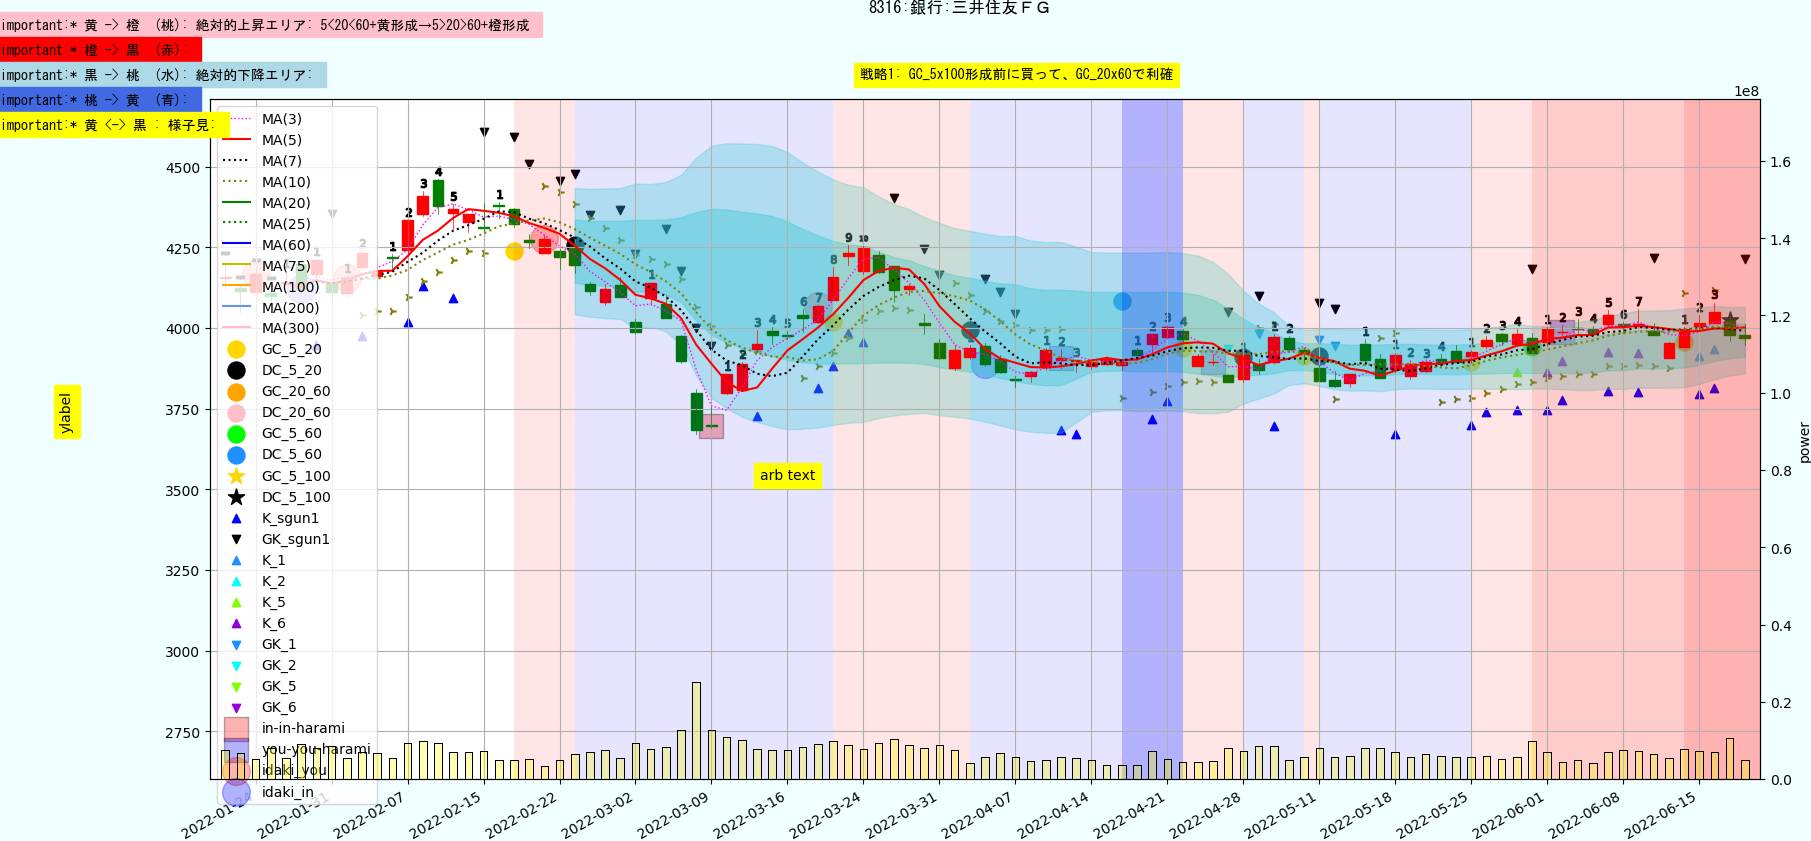 8316:銀行:三井住友ＦＧ
important:* 黄 -> 橙 (桃): 絶対的上昇エリア: 5<20<60+黄形成→5>20>60+橙形成
important:* 橙 -> 黒 (赤):
important:* 黒 -> 桃 (水): 絶対的下降エリア:
important:* 桃 -> 黄 (青):
important:* 黄 <-> 黒 : 様子見:
戦略1: GC_5x100形成前に買って、GC_20x60で利確
1e8
MA(3)
MA(5)
MA(7)
MA(10)
MA(20)
MA(25)
MA(60)
MA(75)
MA(100)
MA(200)
MA(300)
GC_5_20
DC_5_20
GC_20_60
DC_20_60
GC_5_60
DC_5_60
GC_5_100
DC_5_100
K_sgun1
GK_sgun1
K_1
K_2
K_5
K_6
GK_1
GK_2
GK_5
GK_6
in-in-harami
you-you-harami
idaki_you
idaki_in
4500
4250
4000
3750
3500
3250
3000
2750
ylabel
arb text
1.6
1.4
1.2
1.0
0.8
0.6
0.4
0.2
0.0
power
2022-01-24
2022-01-31
2022-02-07
2022-02-15
2022-02-22
2022-03-02
2022-03-09
2022-03-16
2022-03-24
2022-03-31
2022-04-07
2022-04-14
2022-04-21
2022-04-28
2022-05-11
2022-05-18
2022-05-25
2022-06-01
2022-06-08
2022-06-15